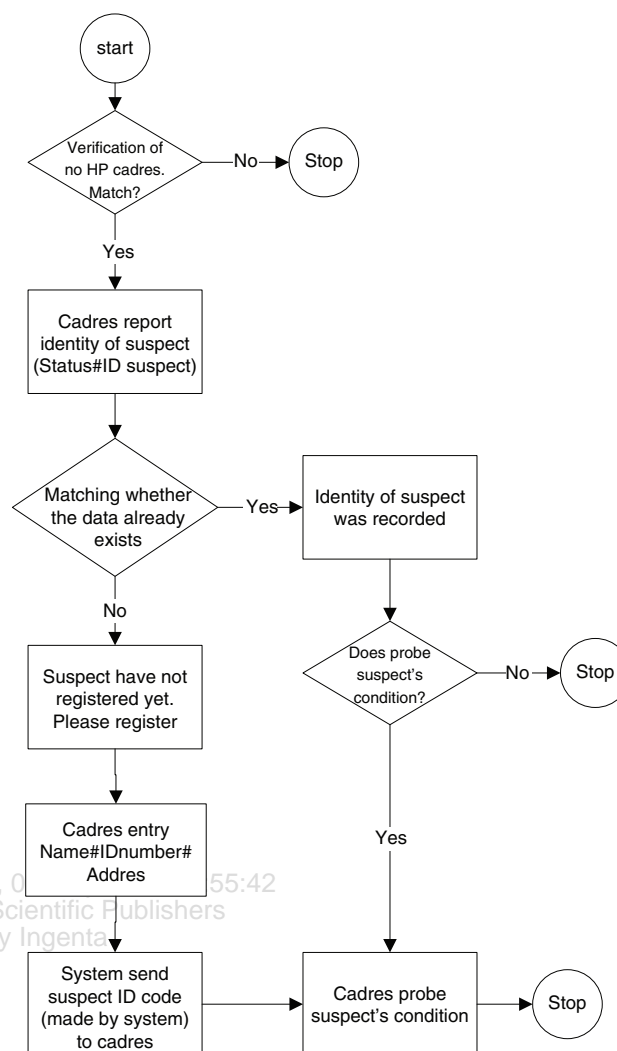 start
Verification of
no HP cadres.
Match?
No
Stop
Yes
Cadres report
identity of suspect
(Status#ID suspect)
Matching whether
the data already
exists
Yes
Identity of suspect
was recorded
No
Does probe
suspect's
condition?
No
Stop
Suspect have not
registered yet.
Please register
Yes
Cadres entry
Name#IDnumber#
Addres
, 0 55:42
Scientific Publishers
y Ingenta
System send
suspect ID code
(made by system)
to cadres
Cadres probe
suspect's condition
Stop